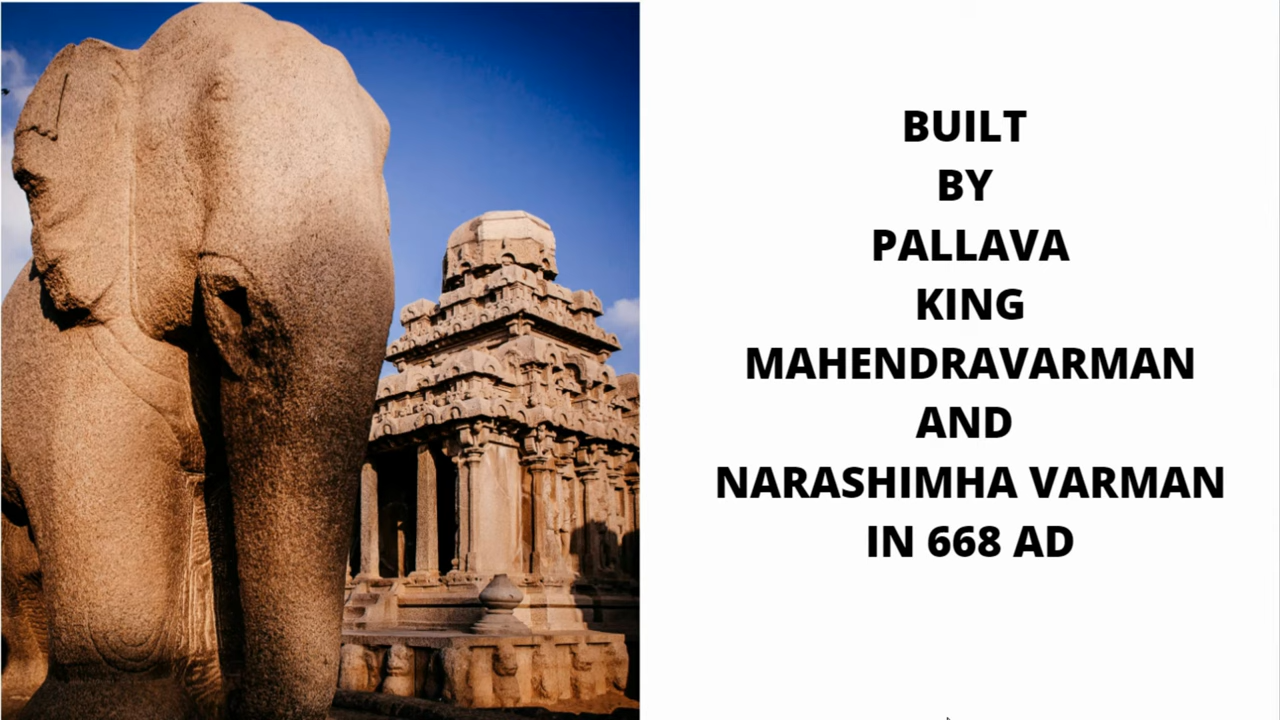 BUILT
BY
PALLAVA
KING
MAHENDRAVARMAN
AND
NARASHIMHA VARMAN
IN 668 AD